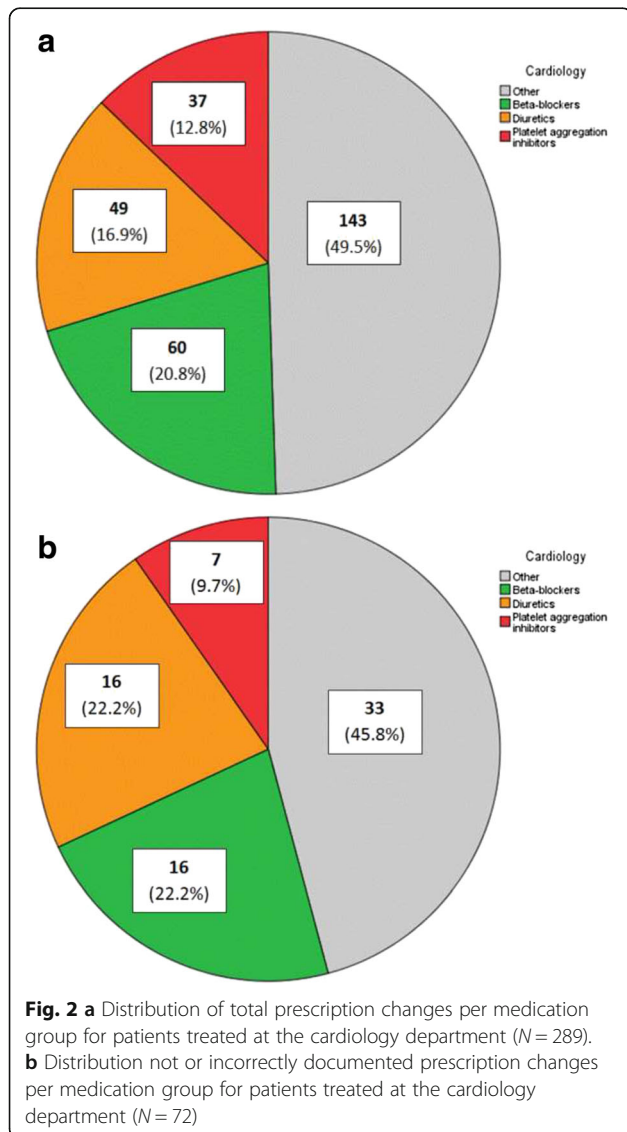 a
37
(12.8%)
49
(16.9%)
143
(49.5%)
60
(20.8%)
Cardiology
Other
Beta-blockers
Diuretics
Platelet aggregation
inhibitors
b
7
(9.7%)
16
(22.2%)
33
(45.8%)
16
(22.2%)
Cardiology
Other
Beta-blockers
Diuretics
Platelet aggregation
inhibitors
Fig. 2 a Distribution of total prescription changes per medication
group for patients treated at the cardiology department (N = 289).
b Distribution not or incorrectly documented prescription changes
per medication group for patients treated at the cardiology
department (N = 72)